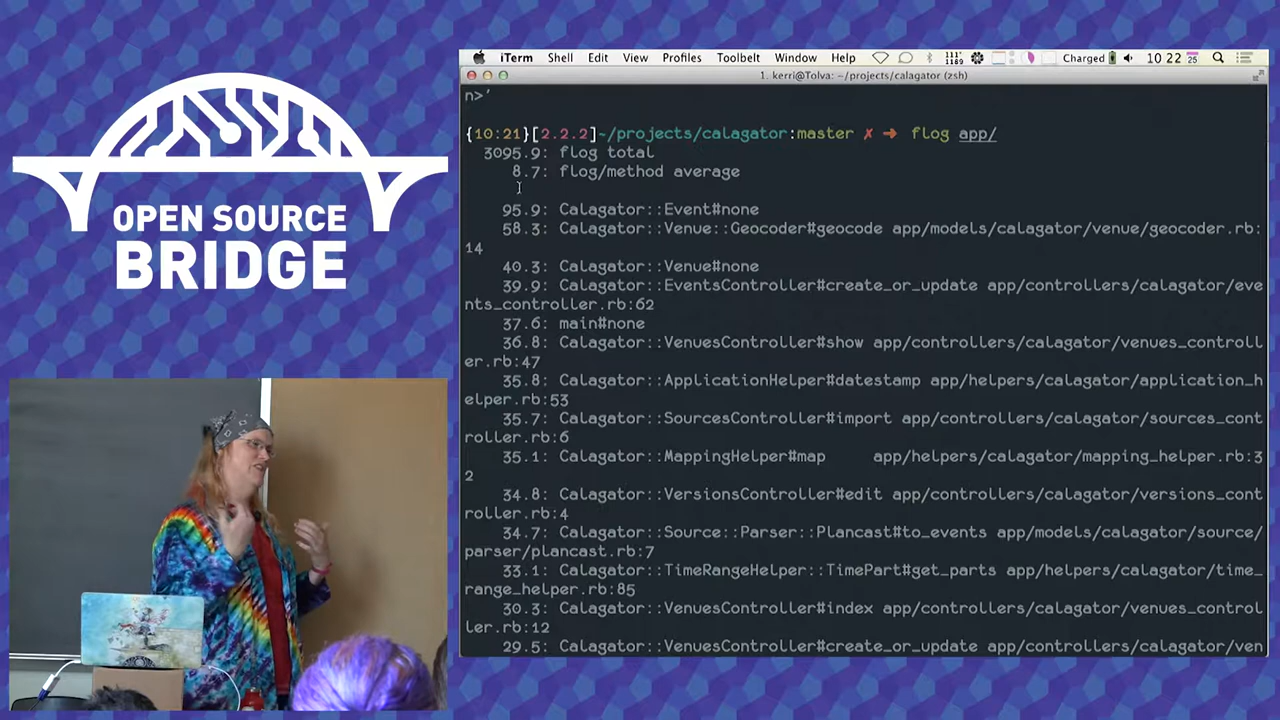 OPEN SOURCE
BRIDGE
iTerm Shell Edit View Profiles Toolbelt Window Help Charged 10 22 25
1. kerri@Tolva: ~/projects/calagator (zsh)
n>'
{10:21}[2.2.2]~/projects/calagator:master ✗ ➜ flog app/
3095.9: flog total
8.7: flog/method average
95.9: Calagator::Event#none
58.3: Calagator::Venue::Geocoder#geocode app/models/calagator/venue/geocoder.rb:
14
40.3: Calagator::Venue#none
39.9: Calagator::EventsController#create_or_update app/controllers/calagator/eve
nts_controller.rb:62
37.6: main#none
36.8: Calagator::VenuesController#show app/controllers/calagator/venues_controll
er.rb:47
35.8: Calagator::ApplicationHelper#datestamp app/helpers/calagator/application_h
elper.rb:53
35.7: Calagator::SourcesController#import app/controllers/calagator/sources_cont
roller.rb:6
35.1: Calagator::MappingHelper#map app/helpers/calagator/mapping_helper.rb:3
2
34.8: Calagator::VersionsController#edit app/controllers/calagator/versions_cont
roller.rb:4
34.7: Calagator::Source::Parser::Plancast#to_events app/models/calagator/source/
parser/plancast.rb:7
33.1: Calagator::TimeRangeHelper::TimePart#get_parts app/helpers/calagator/time_
range_helper.rb:85
30.3: Calagator::VenuesController#index app/controllers/calagator/venues_control
ler.rb:12
29.5: Calagator::VenuesController#create_or_update app/controllers/calagator/ven